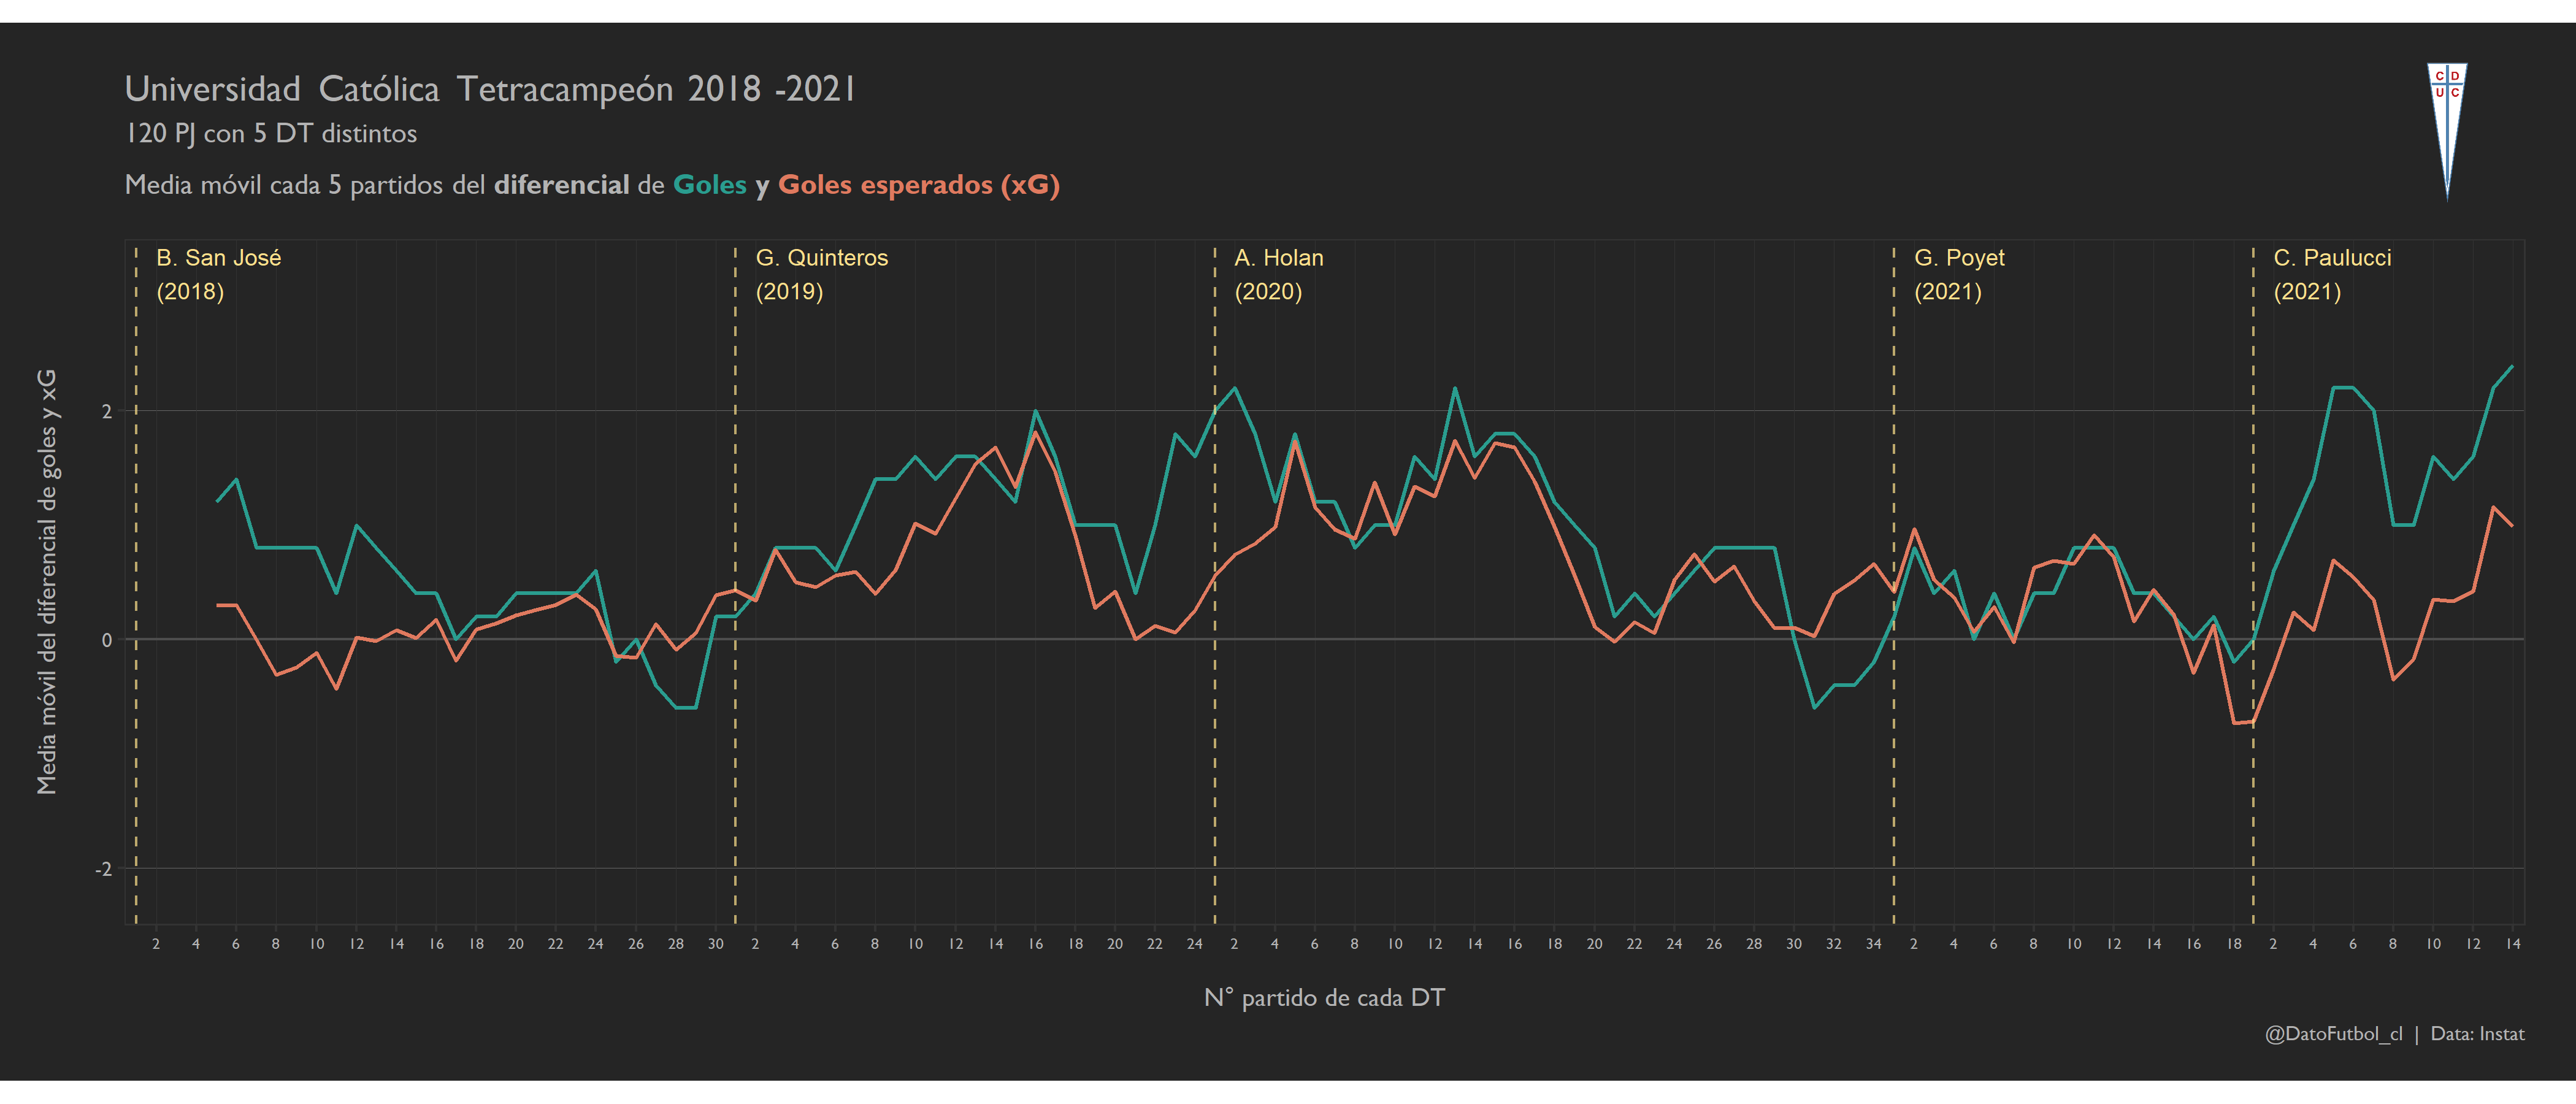 Universidad Católica Tetracampeón 2018 -2021
120 PJ con 5 DT distintos
Media móvil cada 5 partidos del diferencial de Goles y Goles esperados (xG)
C D
U C
B. San José
(2018)
G. Quinteros
(2019)
A. Holan
(2020)
G. Poyet
(2021)
C. Paulucci
(2021)
Media móvil del diferencial de goles y xG
2
0
-2
2 4 6 8 10 12 14 16 18 20 22 24 26 28 30 2 4 6 8 10 12 14 16 18 20 22 24 2 4 6 8 10 12 14 16 18 20 22 24 26 28 30 32 34 2 4 6 8 10 12 14 16 18 2 4 6 8 10 12 14
N° partido de cada DT
@DatoFutbol_cl | Data: Instat